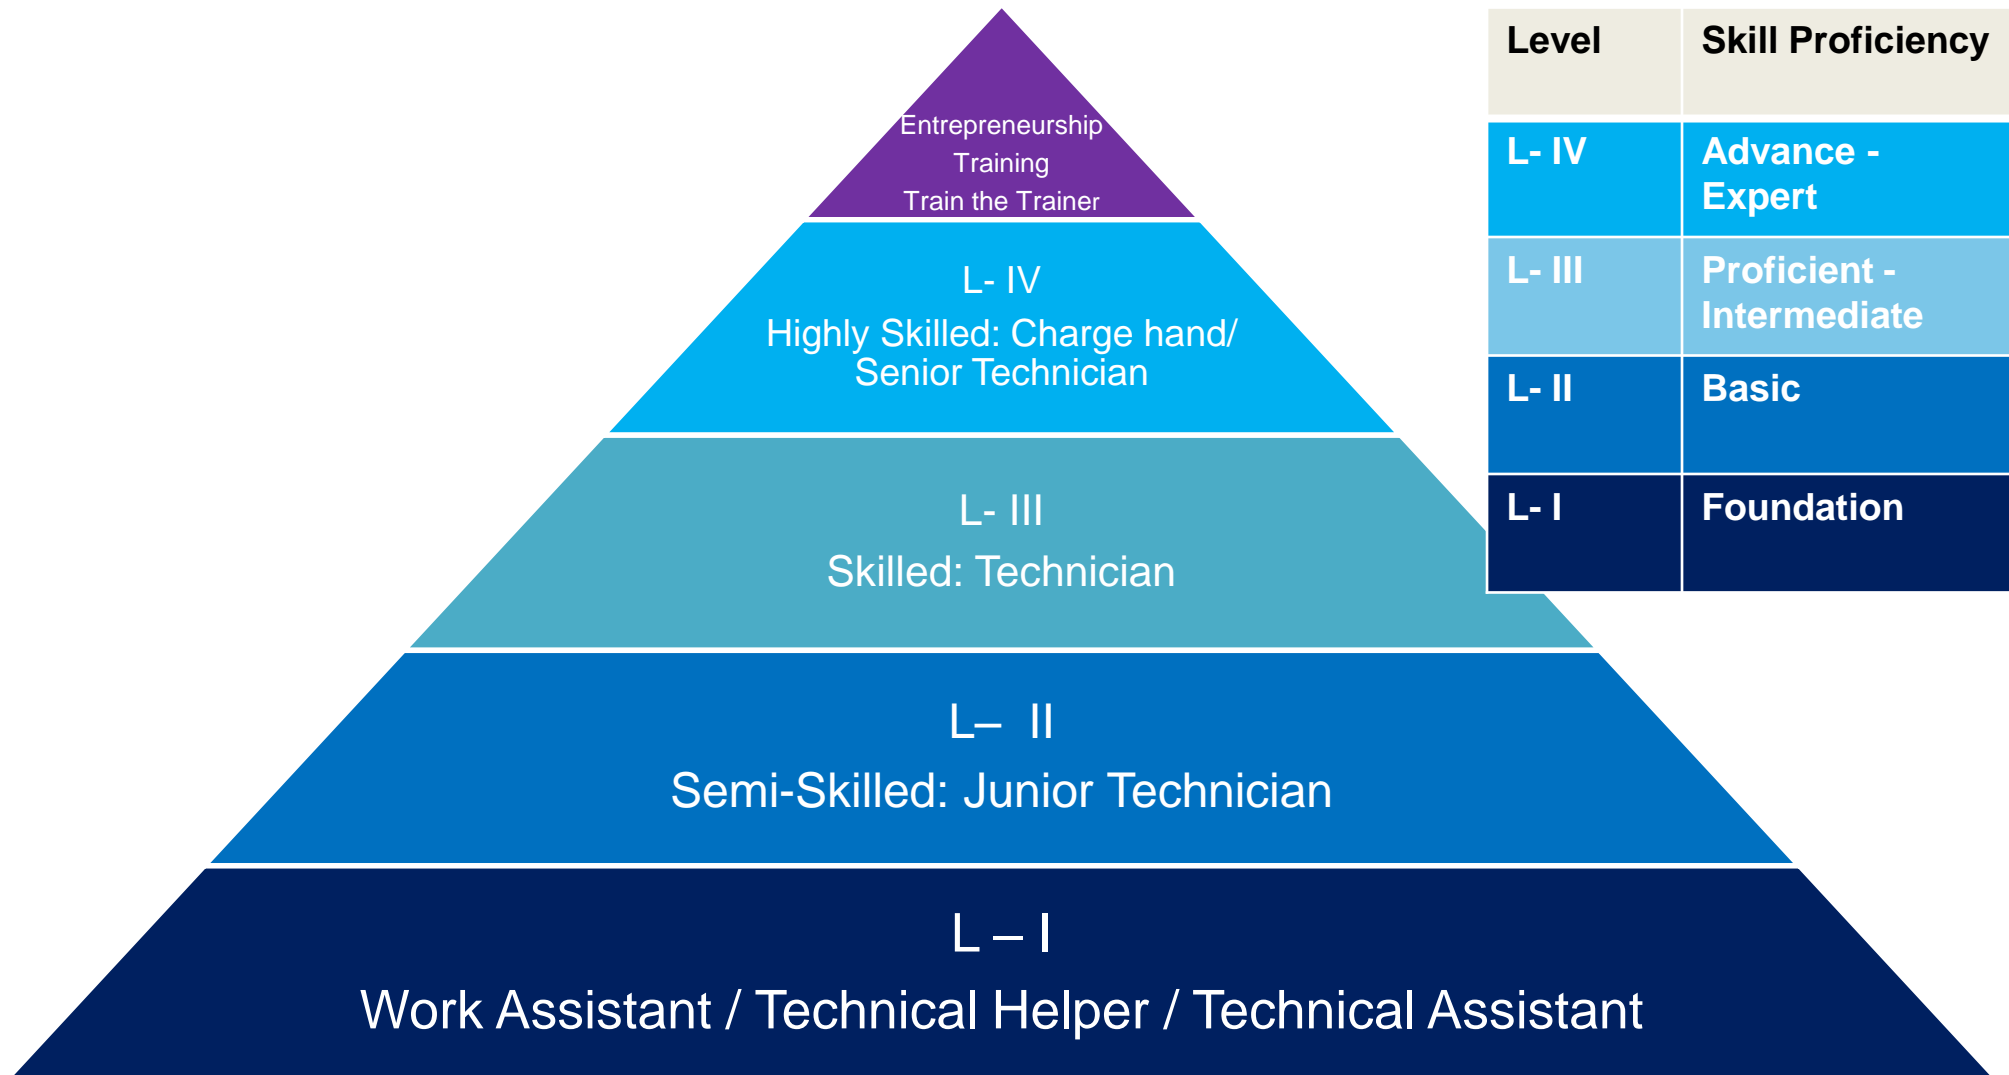 Entrepreneurship
Training
Train the Trainer
L- IV
Highly Skilled: Charge hand/
Senior Technician
L- III
Skilled: Technician
L– II
Semi-Skilled: Junior Technician
L – I
Work Assistant / Technical Helper / Technical Assistant
Level Skill Proficiency
L- IV Advance -
Expert
L- III Proficient -
Intermediate
L- II Basic
L- I Foundation